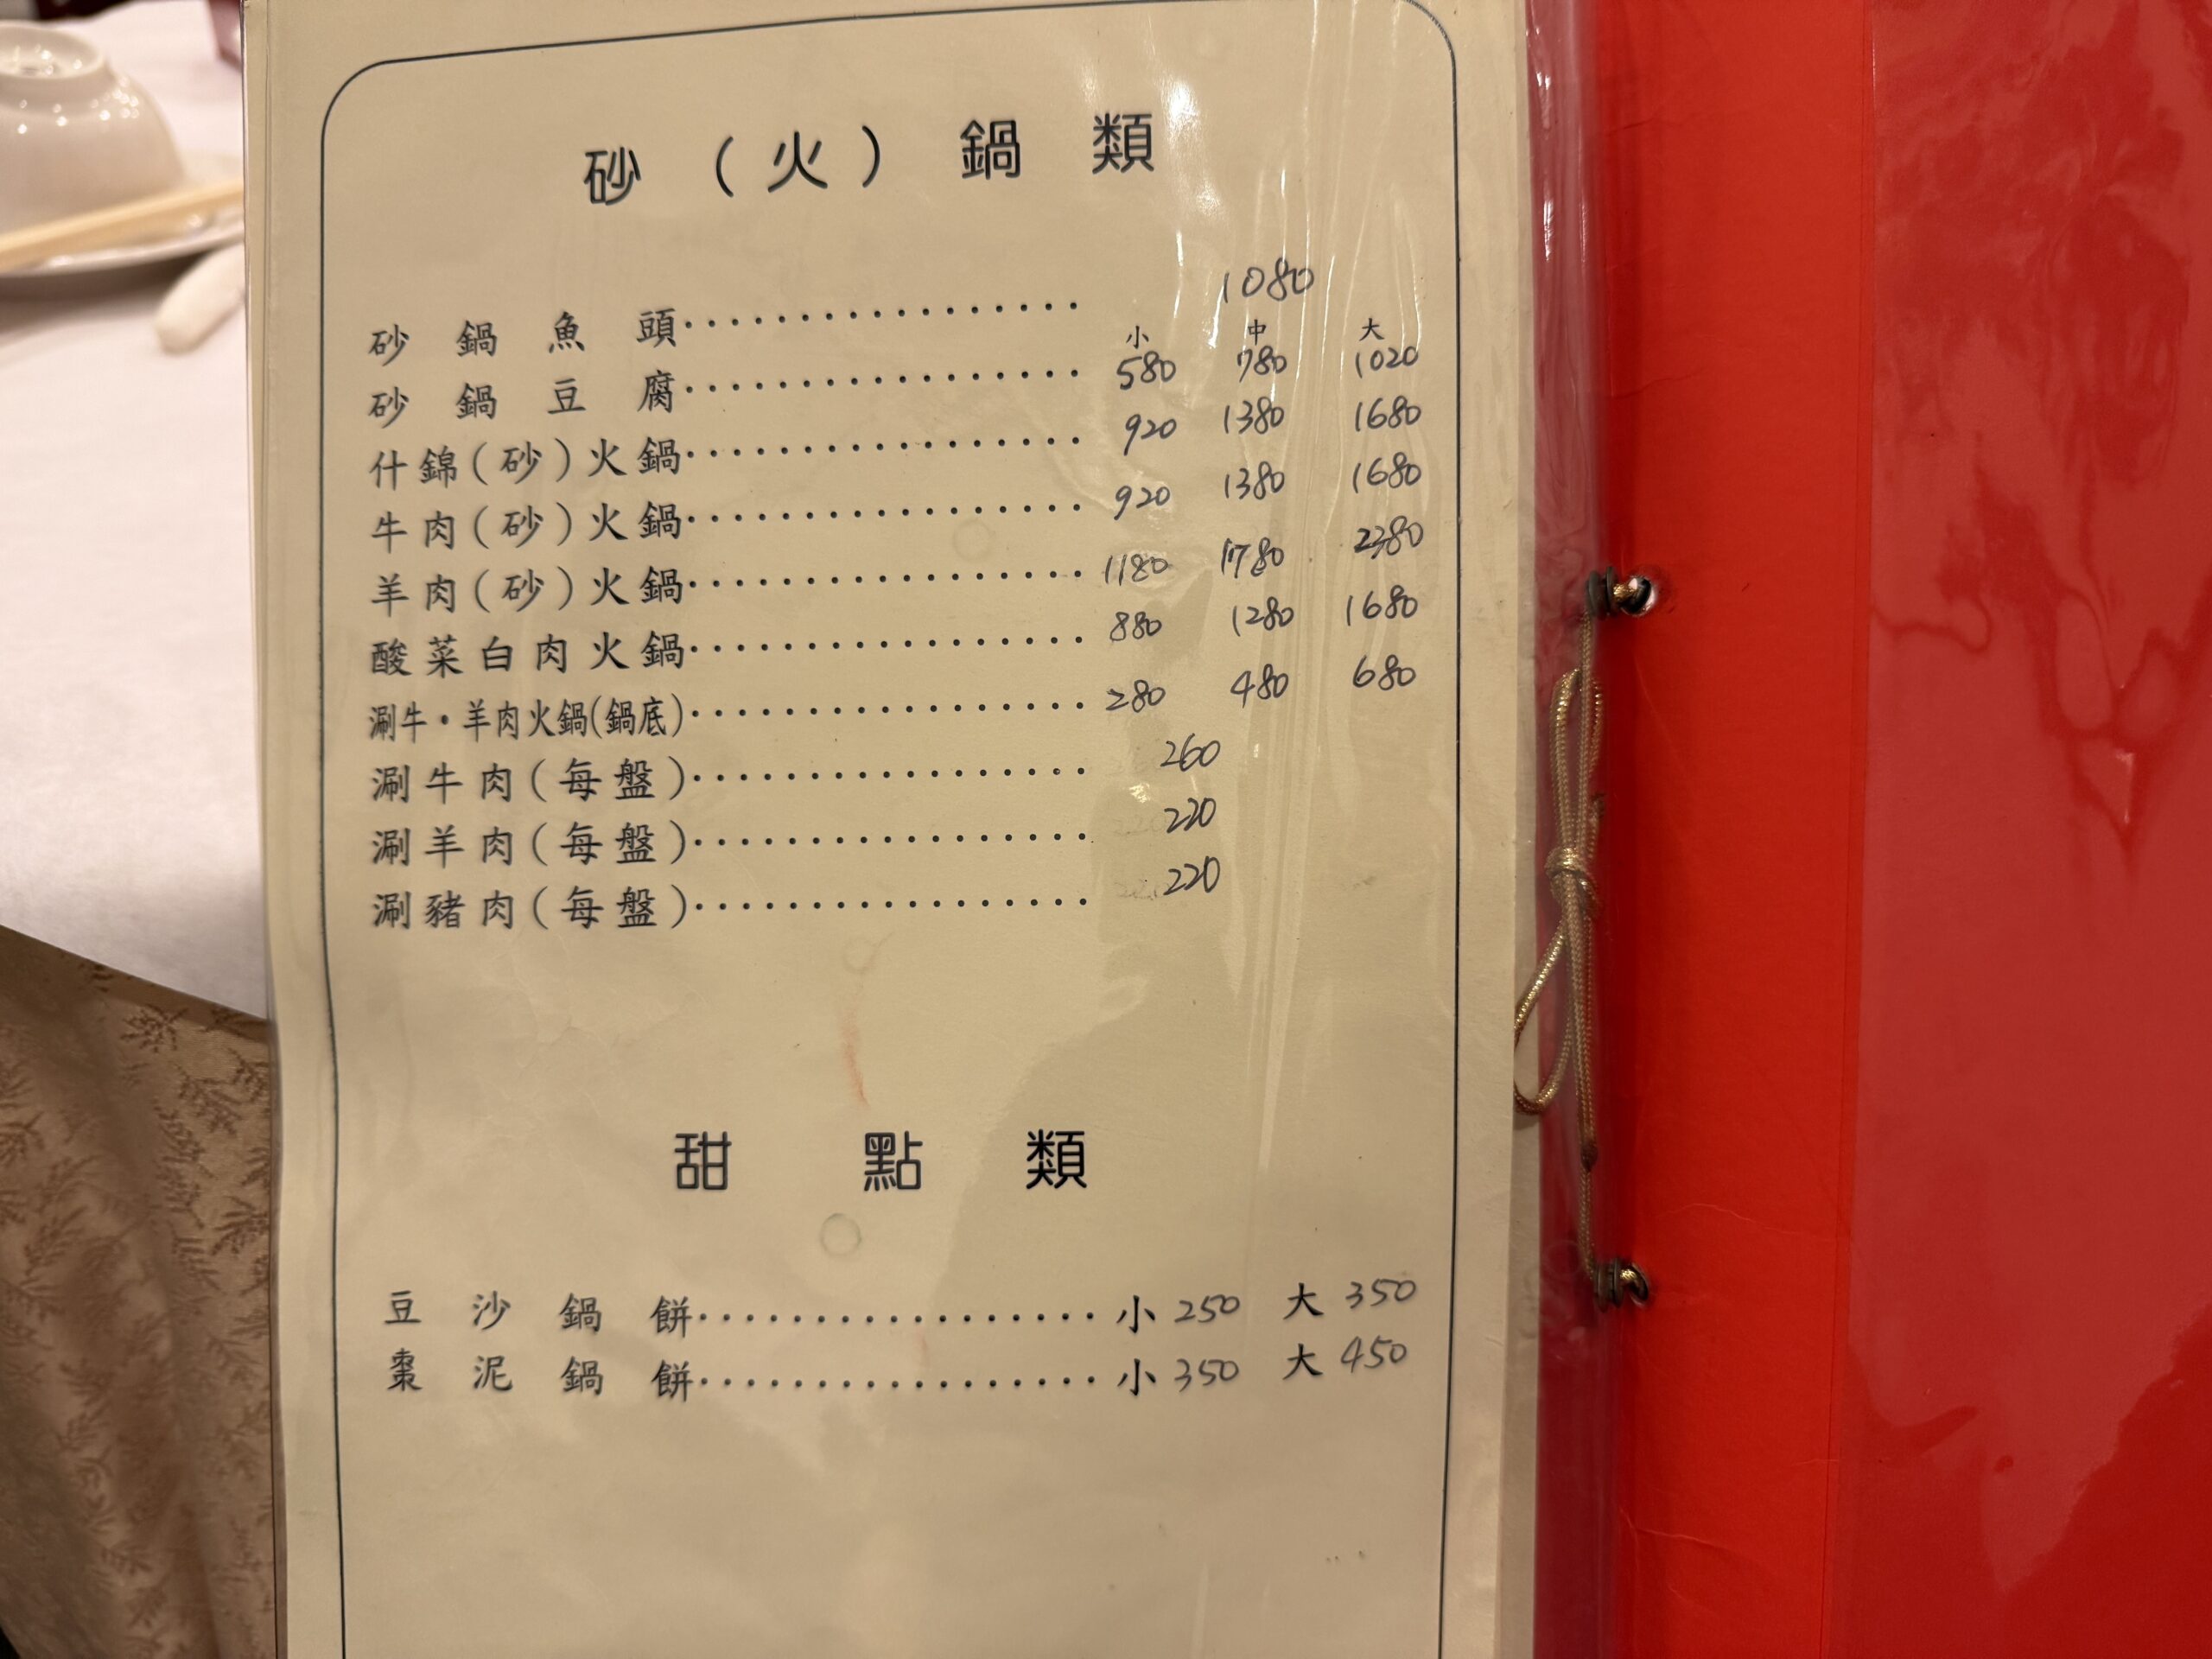 砂（火）鍋類
砂鍋魚頭················· 1080
小 中 大
砂鍋豆腐················· 580 780 1020
什錦(砂)火鍋················· 920 1380 1680
牛肉(砂)火鍋················· 920 1380 1680
羊肉(砂)火鍋················· 1180 1780 2380
酸菜白肉火鍋················· 880 1280 1680
涮牛·羊肉火鍋(鍋底)················· 280 480 680
涮牛肉(每盤)················· 260
涮羊肉(每盤)················· 220
涮豬肉(每盤)················· 220
甜點類
豆沙鍋餅················· 小 250 大 350
棗泥鍋餅················· 小 350 大 450